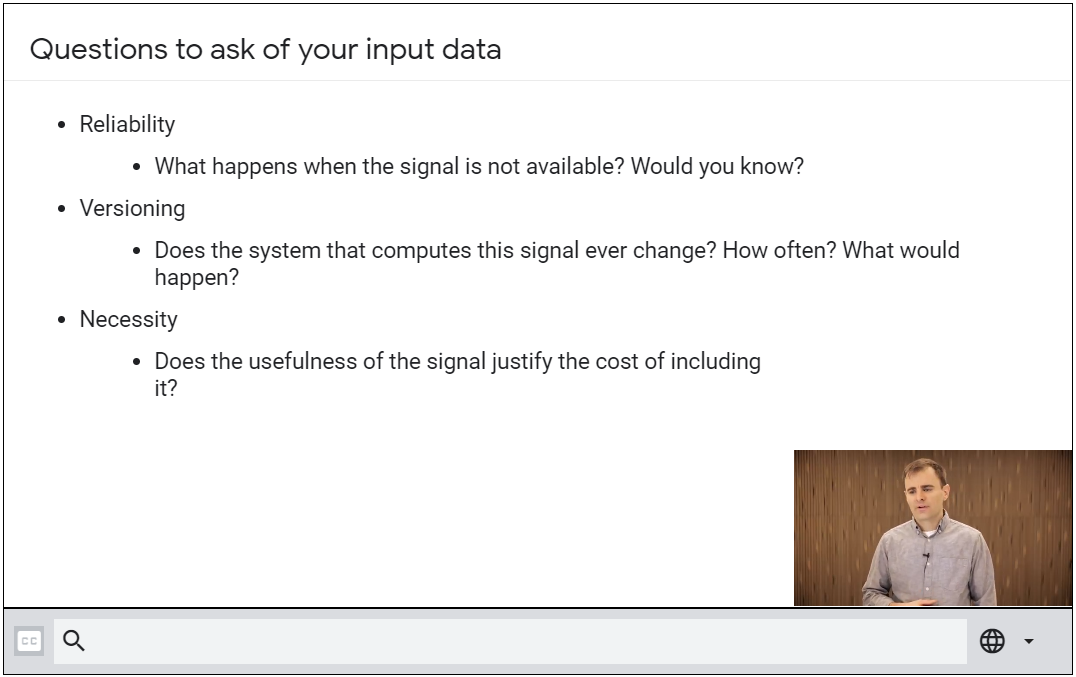 Questions to ask of your input data
Reliability
What happens when the signal is not available? Would you know?
Versioning
Does the system that computes this signal ever change? How often? What would
happen?
Necessity
Does the usefulness of the signal justify the cost of including
it?
CC